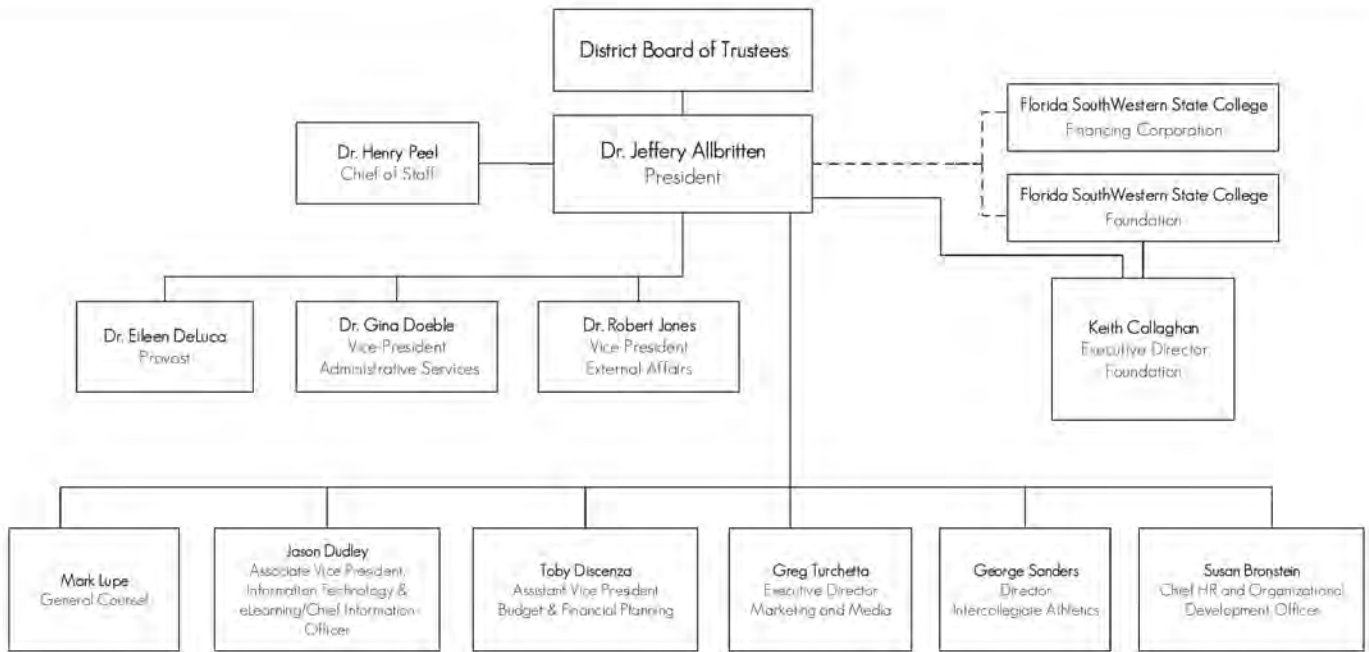 District Board of Trustees
Florida SouthWestern State College
Financing Corporation
Dr. Henry Peel
Chief of Staff
Dr. Jeffery Allbritten
President
Florida SouthWestern State College
Foundation
Dr. Eileen DeLuca
Provost
Dr. Gina Doeble
Vice-President
Administrative Services
Dr. Robert Jones
Vice President
External Affairs
Keith Callaghan
Executive Director
Foundation
Mark Lupe
General Counsel
Jason Dudley
Associate Vice President,
Information Technology &
eLearning/Chief Information
Officer
Toby Discenza
Assistant Vice President
Budget & Financial Planning
Greg Turchetta
Executive Director
Marketing and Media
George Sanders
Director
Intercollegiate Athletics
Susan Bronstein
Chief HR and Organizational
Development Officer